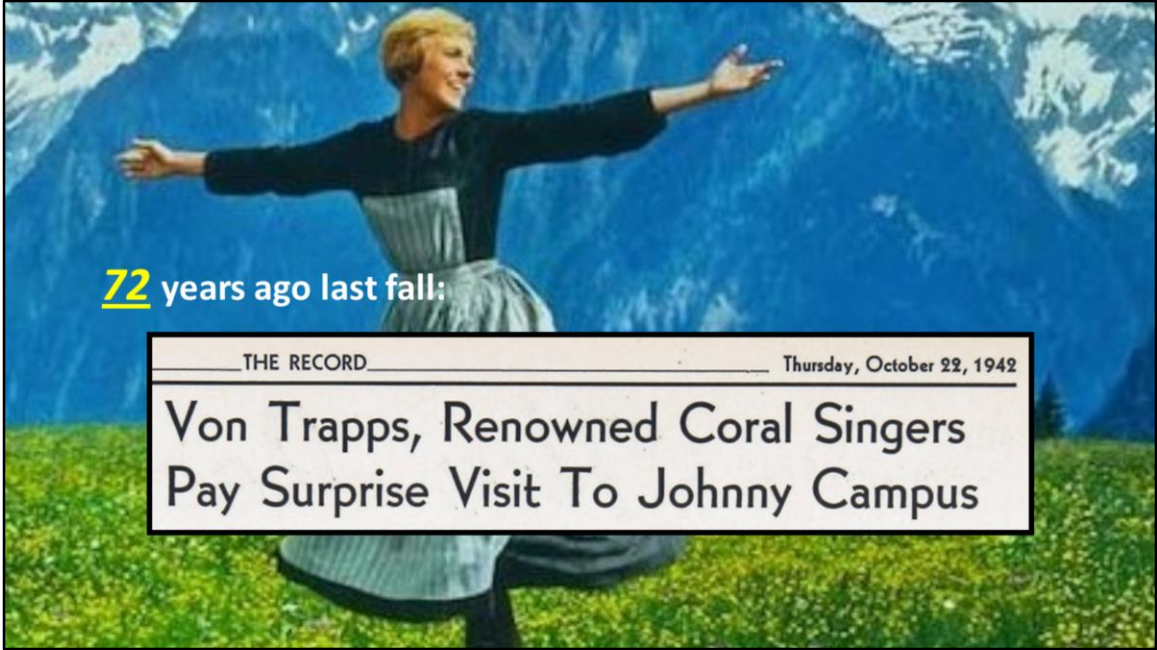 72 years ago last fall:
THE RECORD Thursday, October 22, 1942
Von Trapps, Renowned Coral Singers
Pay Surprise Visit To Johnny Campus